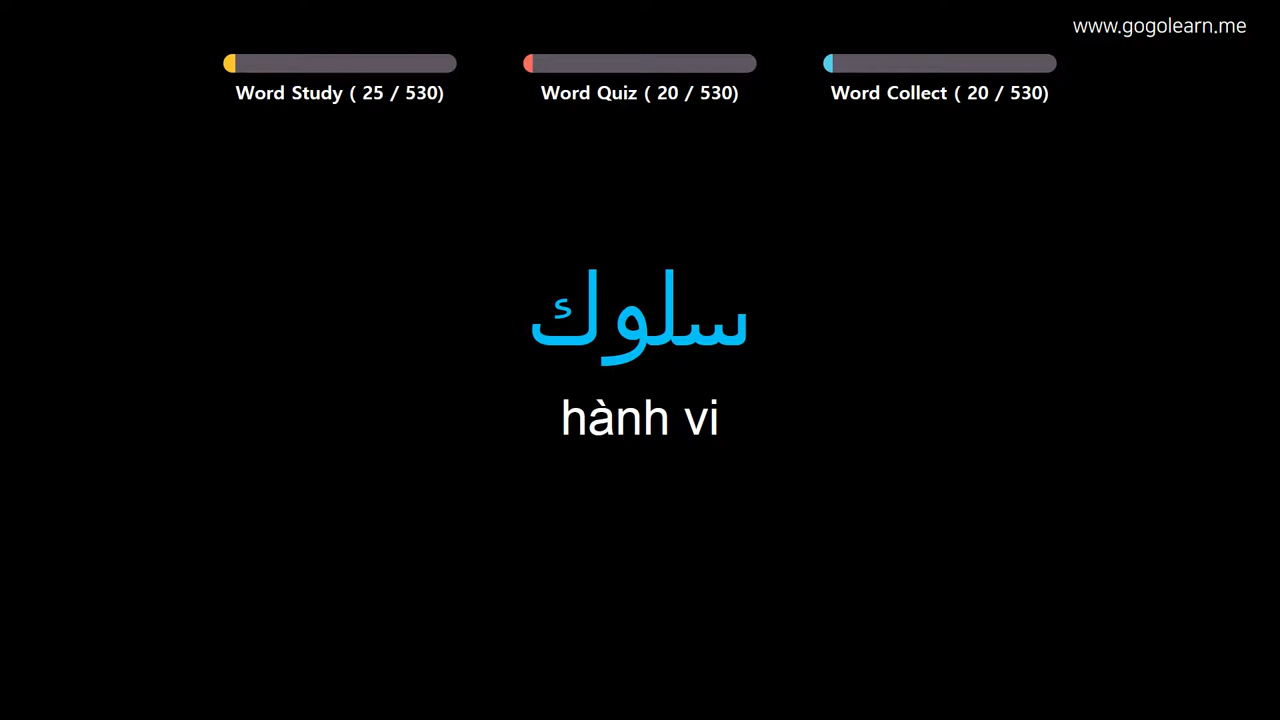 www.gogolearn.me
Word Study ( 25 / 530)
Word Quiz ( 20 / 530)
Word Collect ( 20 / 530)
سلوك
hành vi